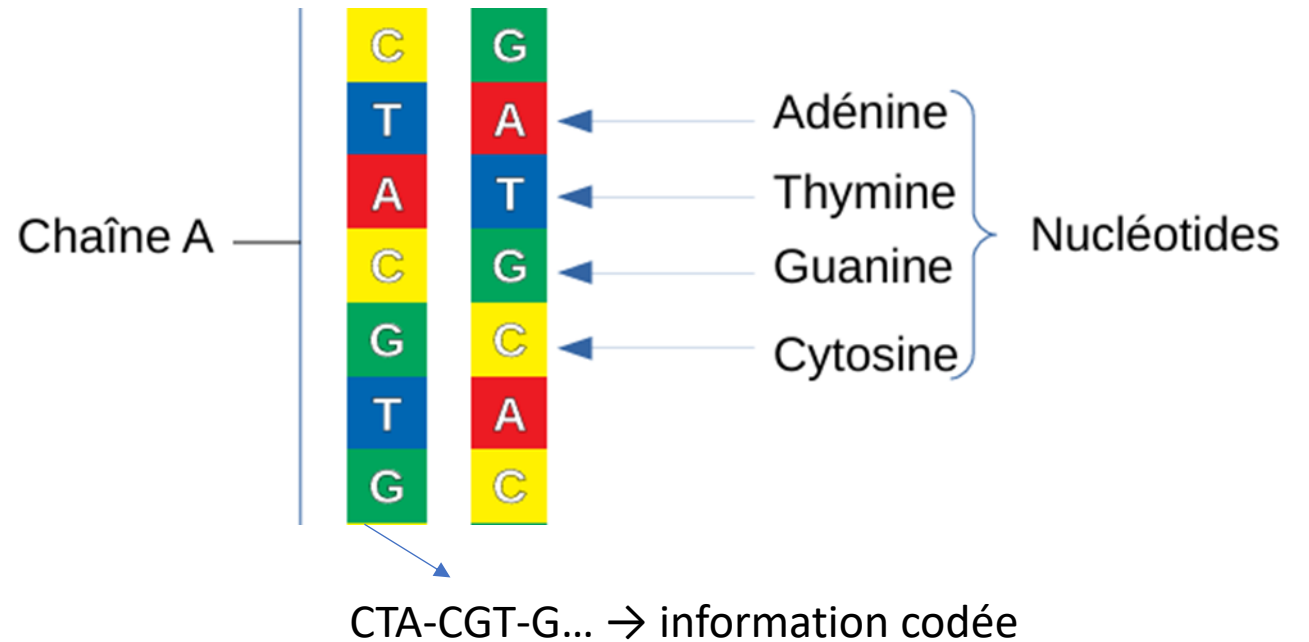 C G
T A Adénine
A T Thymine
Chaîne A
Nucléotides
C G Guanine
G C Cytosine
T A
G C
CTA-CGT-G... → information codée